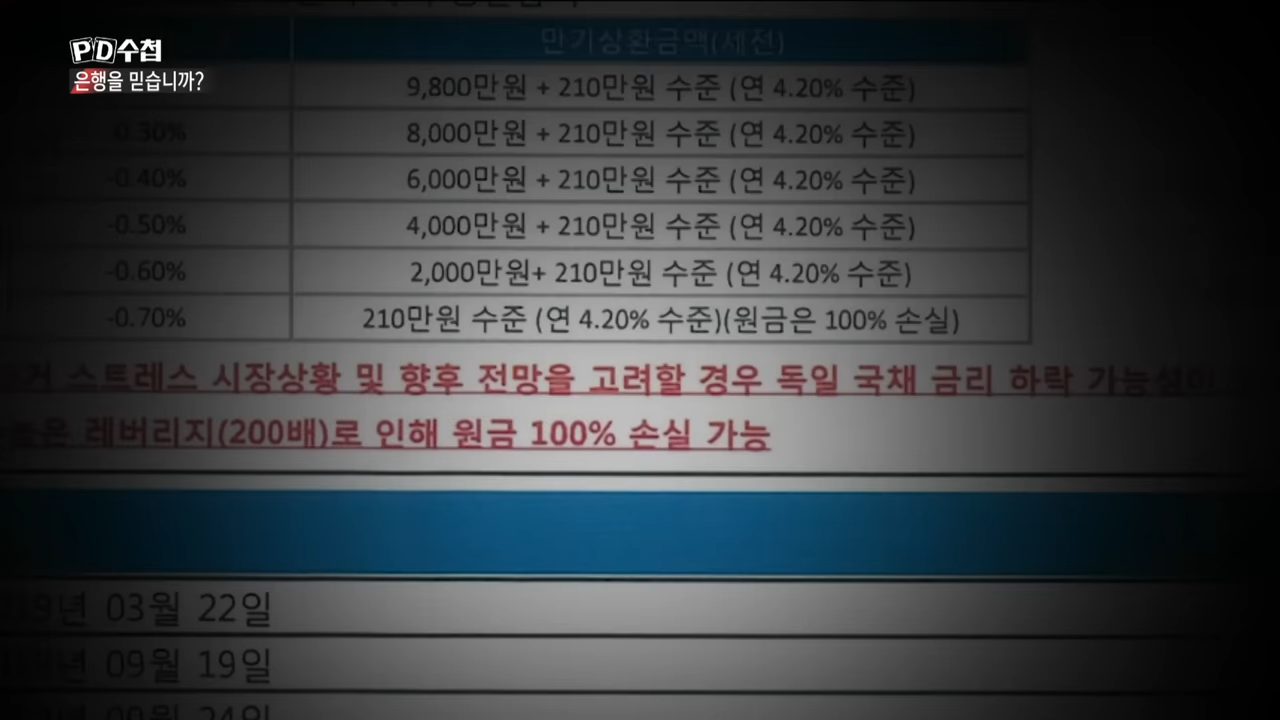 PD수첩
은행을 믿습니까?
만기상환금액(세전)
9,800만원 + 210만원 수준 (연 4.20% 수준)
-0.30% 8,000만원 + 210만원 수준 (연 4.20% 수준)
-0.40% 6,000만원 + 210만원 수준 (연 4.20% 수준)
-0.50% 4,000만원 + 210만원 수준 (연 4.20% 수준)
-0.60% 2,000만원+ 210만원 수준 (연 4.20% 수준)
-0.70% 210만원 수준 (연 4.20% 수준)(원금은 100% 손실)
스트레스 시장상황 및 향후 전망을 고려할 경우 독일 국채 금리 하락
레버리지(200배)로 인해 원금 100% 손실 가능
03월 22일
09월 19일